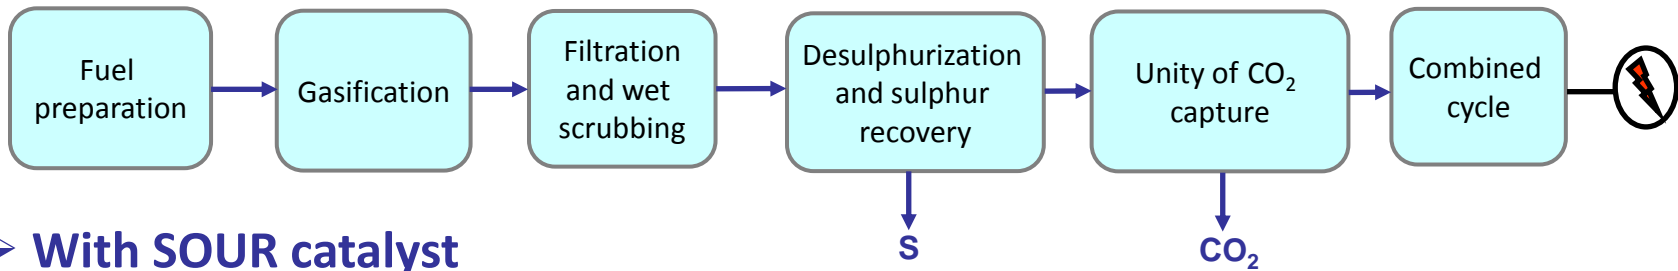 Fuel
preparation
Gasification
Filtration
and wet
scrubbing
Desulphurization
and sulphur
recovery
Unity of CO₂
capture
Combined
cycle
S
CO₂
➢ With SOUR catalyst